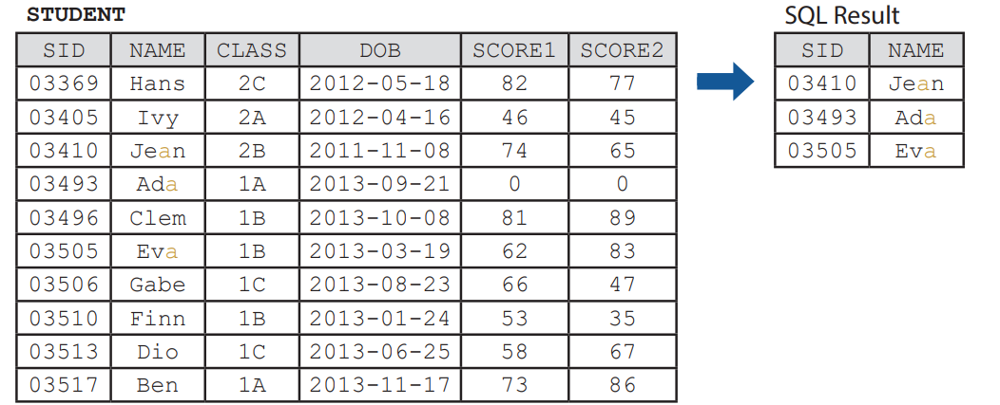 STUDENT
SID NAME CLASS DOB SCORE1 SCORE2
03369 Hans 2C 2012-05-18 82 77
03405 Ivy 2A 2012-04-16 46 45
03410 Jean 2B 2011-11-08 74 65
03493 Ada 1A 2013-09-21 0 0
03496 Clem 1B 2013-10-08 81 89
03505 Eva 1B 2013-03-19 62 83
03506 Gabe 1C 2013-08-23 66 47
03510 Finn 1B 2013-01-24 53 35
03513 Dio 1C 2013-06-25 58 67
03517 Ben 1A 2013-11-17 73 86
SQL Result
SID NAME
03410 Jean
03493 Ada
03505 Eva